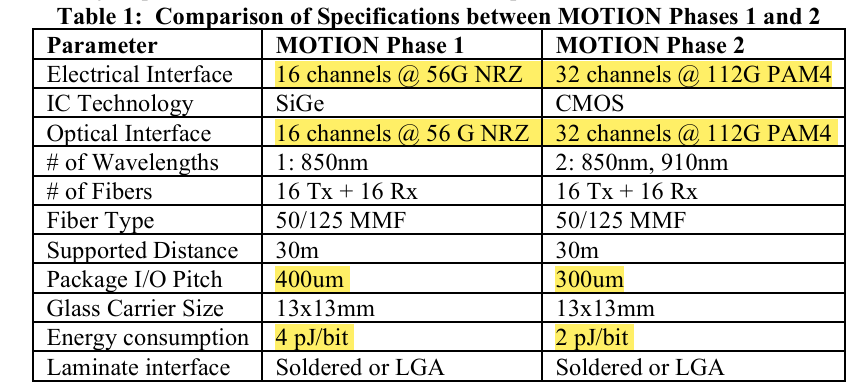 Table 1:  Comparison of Specifications between MOTION Phases 1 and 2
Parameter MOTION Phase 1 MOTION Phase 2
Electrical Interface 16 channels @ 56G NRZ 32 channels @ 112G PAM4
IC Technology SiGe CMOS
Optical Interface 16 channels @ 56 G NRZ 32 channels @ 112G PAM4
# of Wavelengths 1: 850nm 2: 850nm, 910nm
# of Fibers 16 Tx + 16 Rx 16 Tx + 16 Rx
Fiber Type 50/125 MMF 50/125 MMF
Supported Distance 30m 30m
Package I/O Pitch 400um 300um
Glass Carrier Size 13x13mm 13x13mm
Energy consumption 4 pJ/bit 2 pJ/bit
Laminate interface Soldered or LGA Soldered or LGA